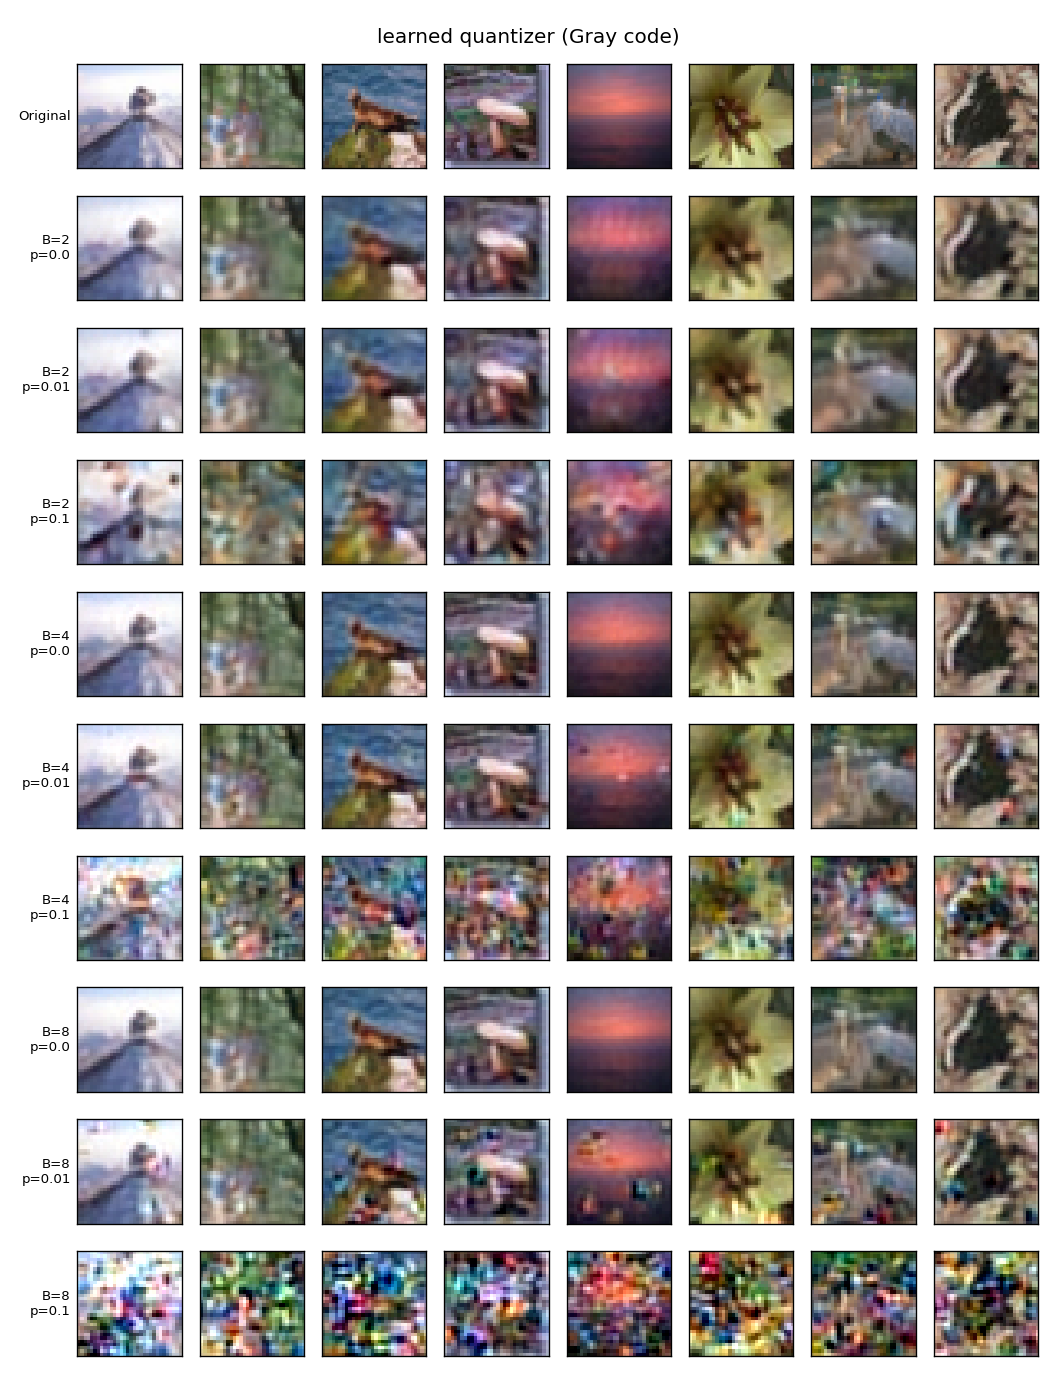 learned quantizer (Gray code)
Original
B=2
p=0.0
B=2
p=0.01
B=2
p=0.1
B=4
p=0.0
B=4
p=0.01
B=4
p=0.1
B=8
p=0.0
B=8
p=0.01
B=8
p=0.1